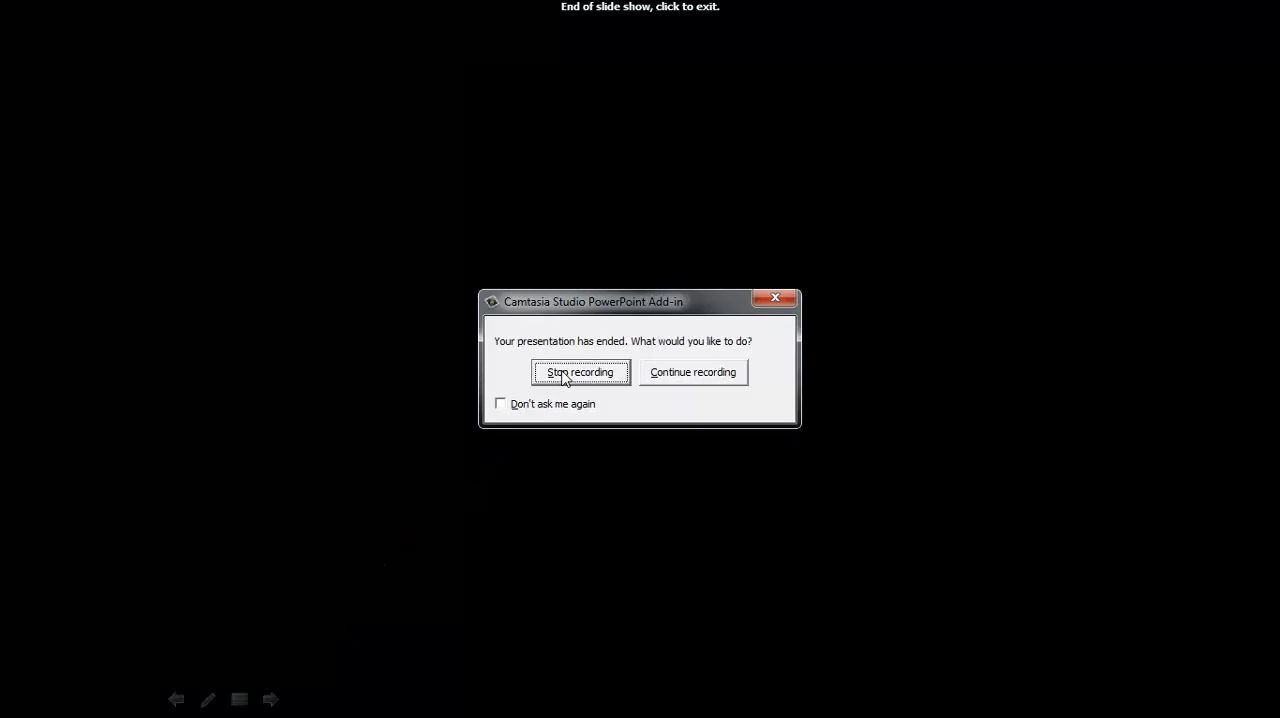 End of slide show, click to exit.
Camtasia Studio PowerPoint Add-in
Your presentation has ended. What would you like to do?
Stop recording
Continue recording
Don't ask me again